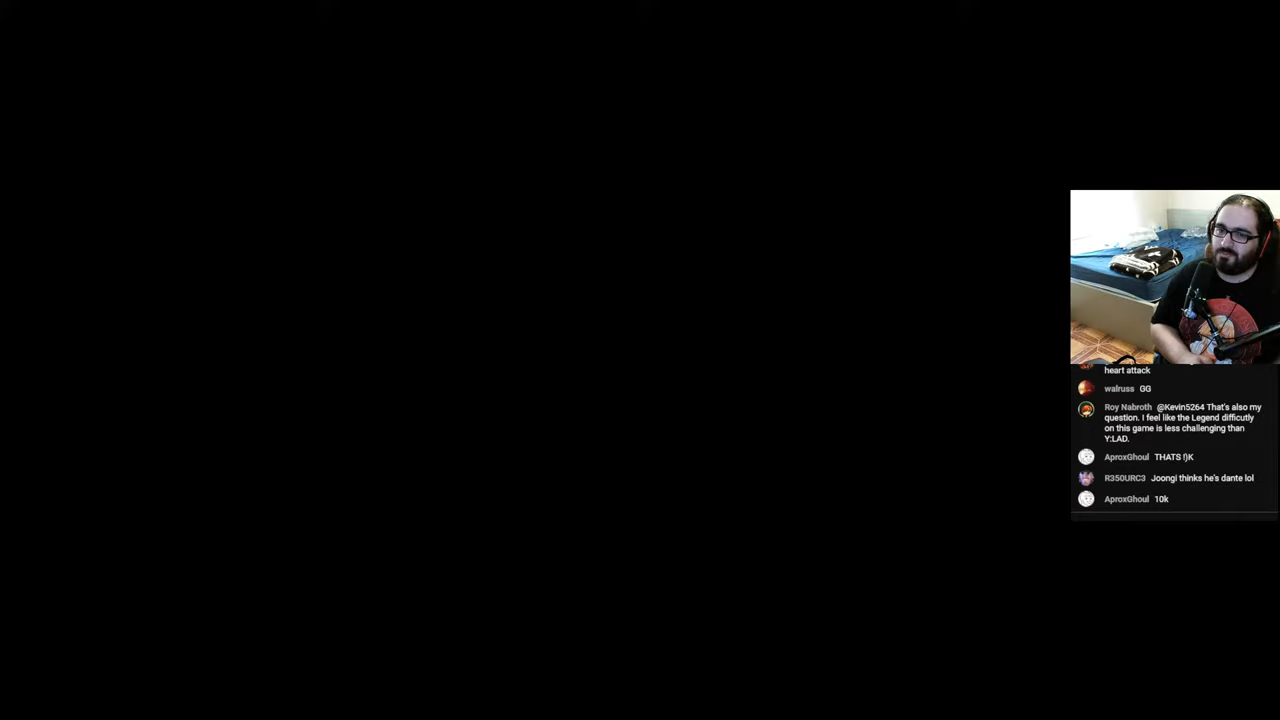 heart attack
walruss GG
Roy Nabroth @Kevin5264 That's also my
question. I feel like the Legend difficutly
on this game is less challenging than
Y:LAD.
AproxGhoul THATS !)K
R350URC3 Joongi thinks he's dante lol
AproxGhoul 10k